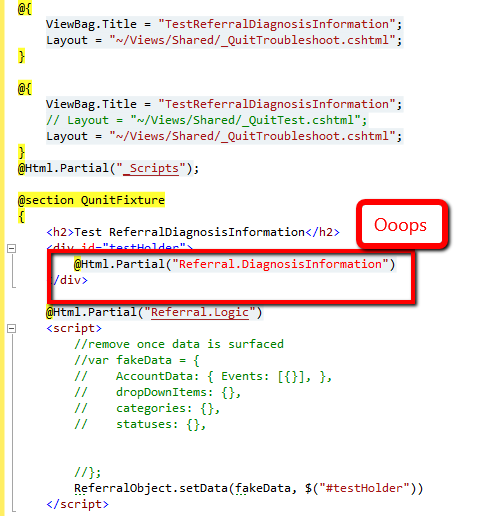 @{
ViewBag.Title = "TestReferralDiagnosisInformation";
Layout = "~/Views/Shared/_QuitTroubleshoot.cshtml";
}
@{
ViewBag.Title = "TestReferralDiagnosisInformation";
// Layout = "~/Views/Shared/_QuitTest.cshtml";
Layout = "~/Views/Shared/_QuitTroubleshoot.cshtml";
}
@Html.Partial("_Scripts");
@section QunitFixture
{
<h2>Test ReferralDiagnosisInformation</h2>
Ooops
<div id="testHolder">
@Html.Partial("Referral.DiagnosisInformation")
</div>
@Html.Partial("Referral.Logic")
<script>
//remove once data is surfaced
//var fakeData = {
//    AccountData: { Events: [{}], },
//    dropDownItems: {},
//    categories: {},
//    statuses: {},
//};
ReferralObject.setData(fakeData, $("#testHolder"))
</script>